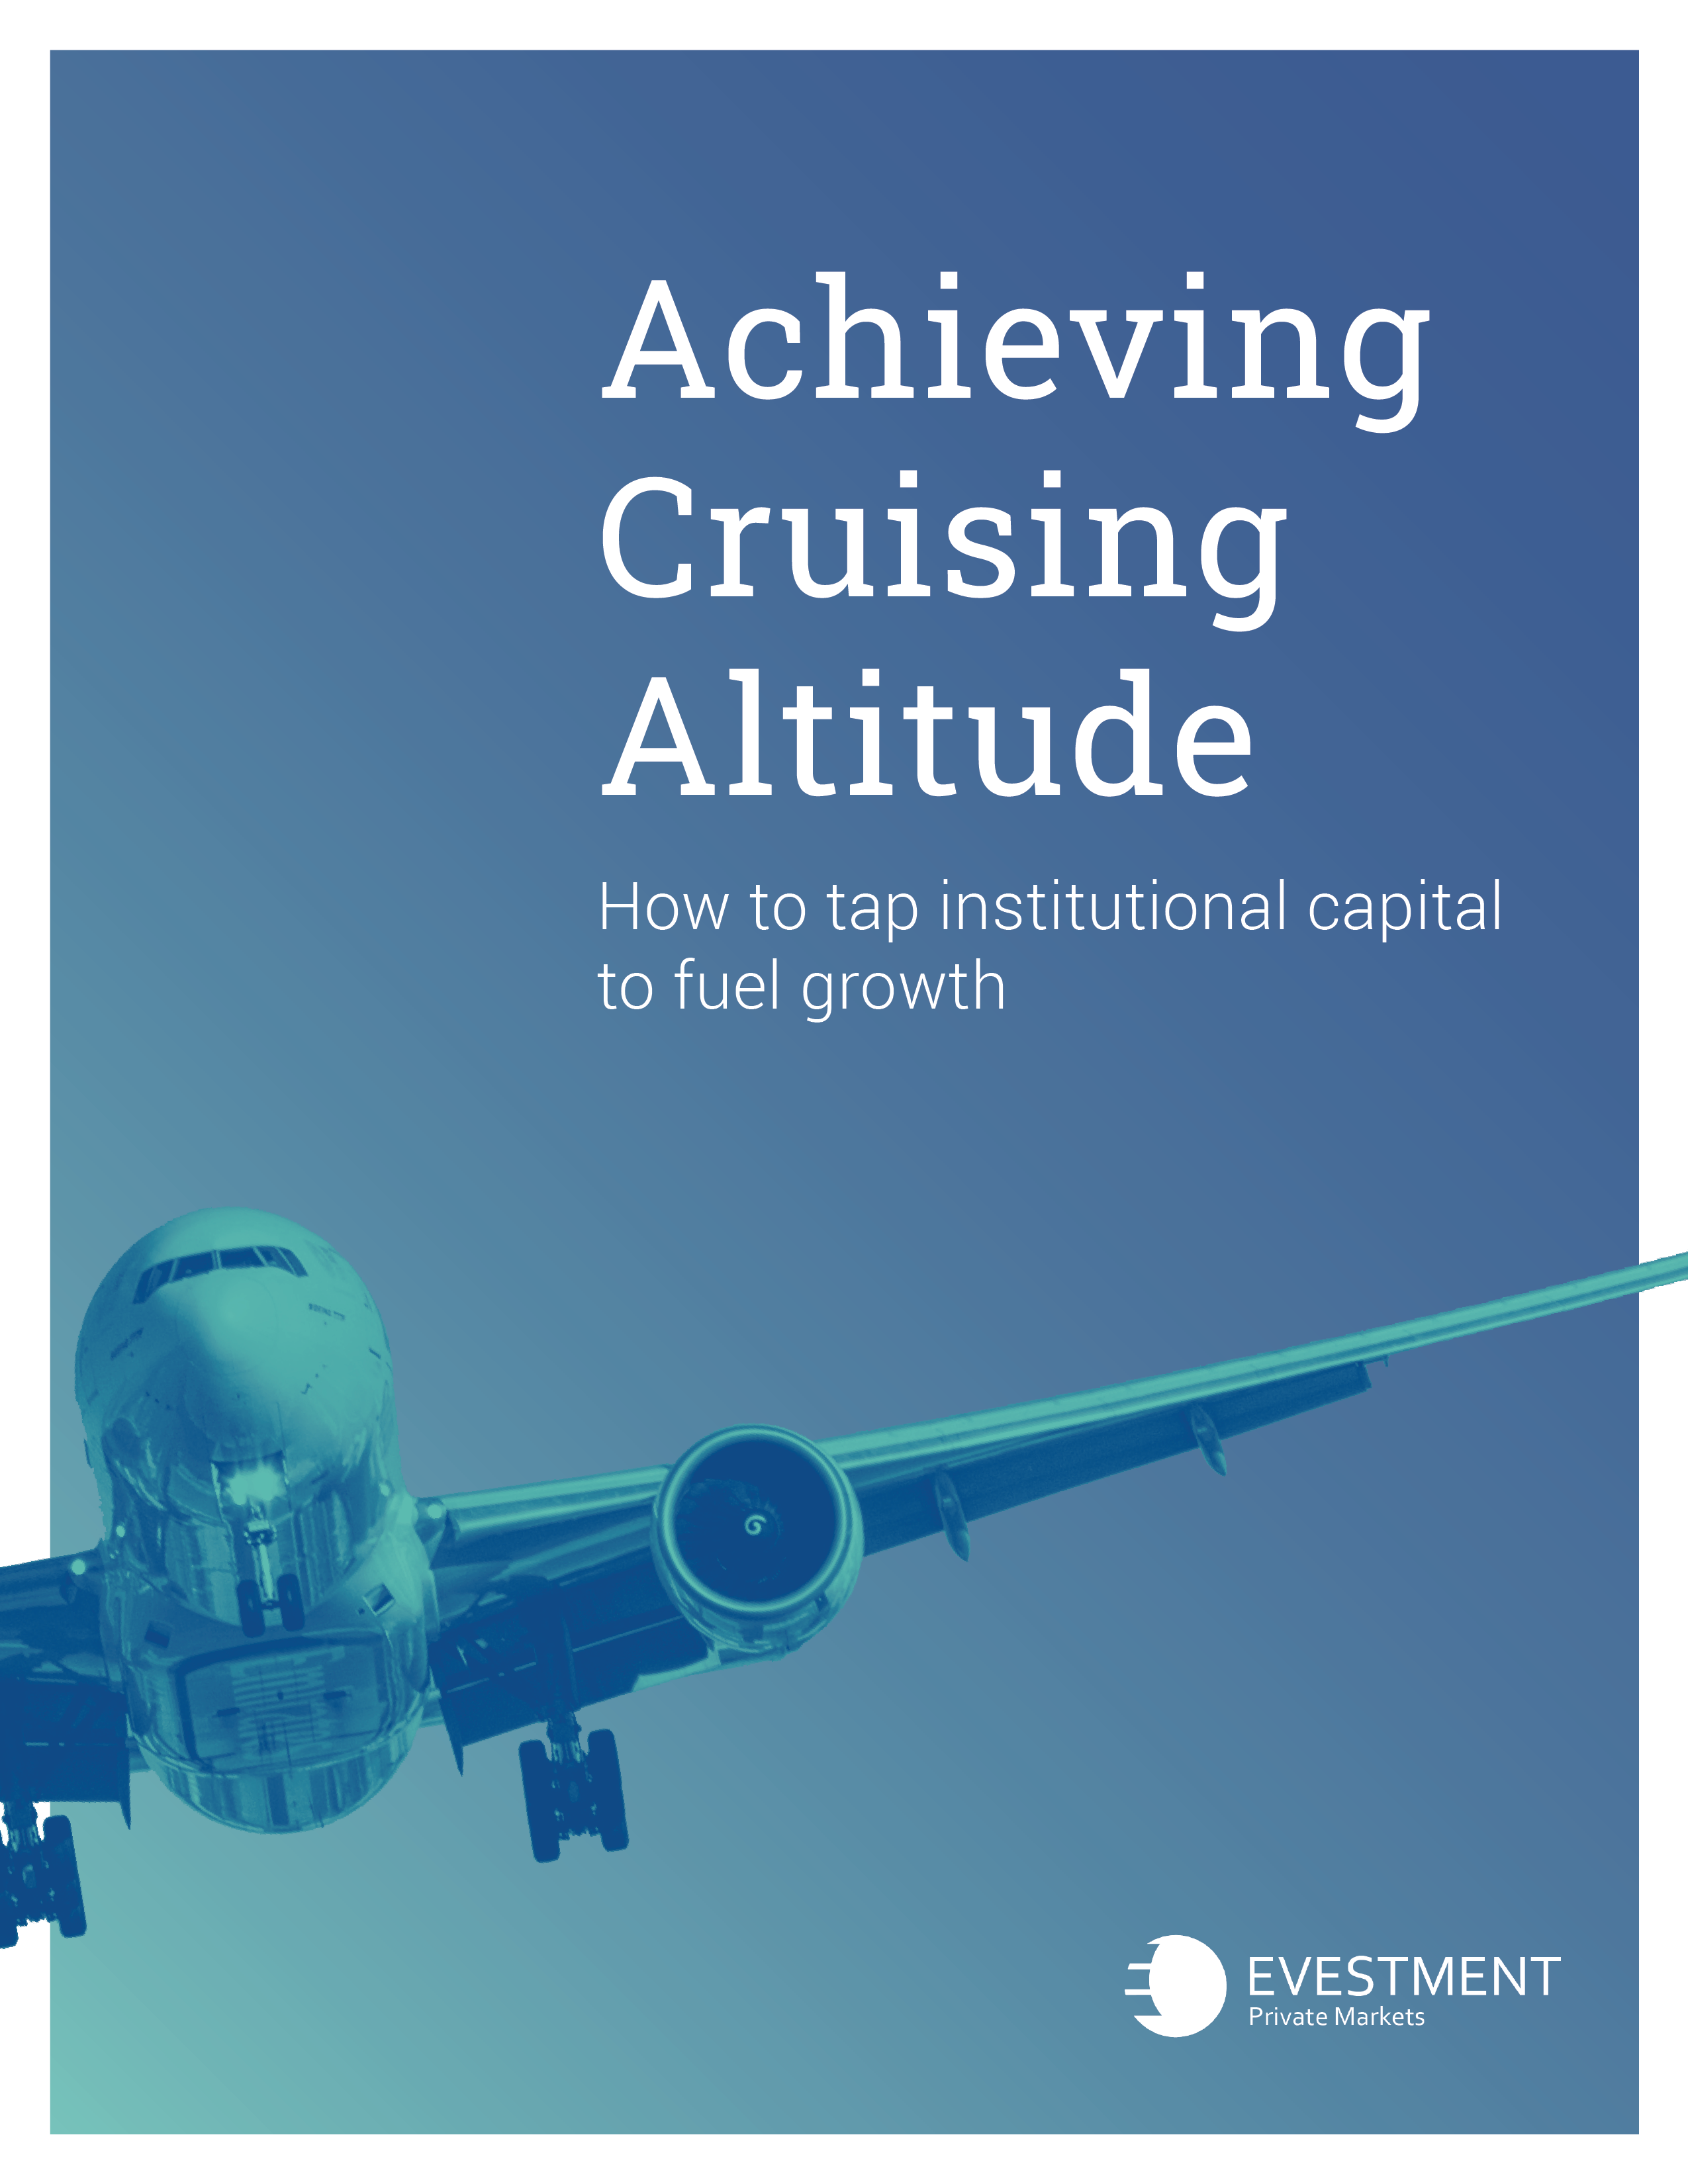 Achieving
Cruising
Altitude
How to tap institutional capital
to fuel growth
EVESTMENT
Private Markets